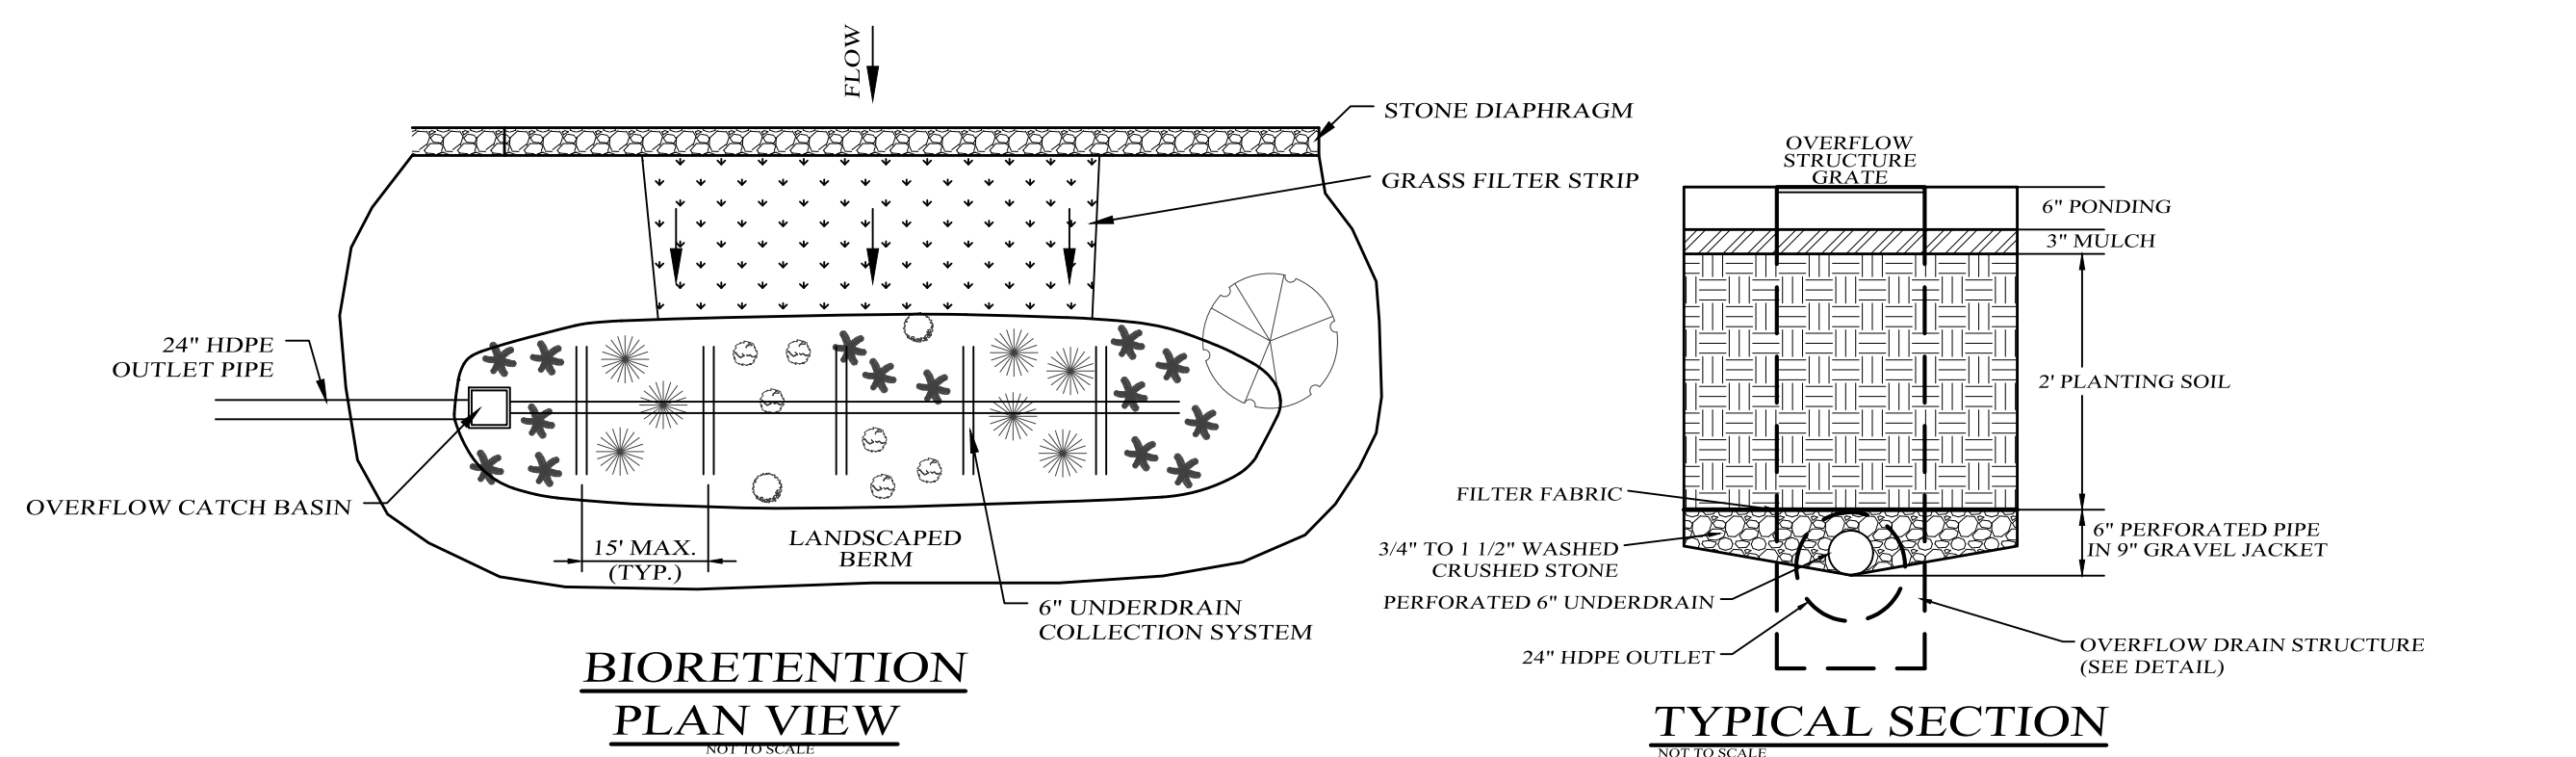 FLOW
STONE DIAPHRAGM
GRASS FILTER STRIP
24" HDPE
OUTLET PIPE
OVERFLOW CATCH BASIN
15' MAX.
(TYP.)
LANDSCAPED
BERM
6" UNDERDRAIN
COLLECTION SYSTEM
BIORETENTION
PLAN VIEW
NOT TO SCALE
OVERFLOW
STRUCTURE
GRATE
6" PONDING
3" MULCH
2' PLANTING SOIL
FILTER FABRIC
3/4" TO 1 1/2" WASHED
CRUSHED STONE
6" PERFORATED PIPE
IN 9" GRAVEL JACKET
PERFORATED 6" UNDERDRAIN
24" HDPE OUTLET
OVERFLOW DRAIN STRUCTURE
(SEE DETAIL)
TYPICAL SECTION
NOT TO SCALE